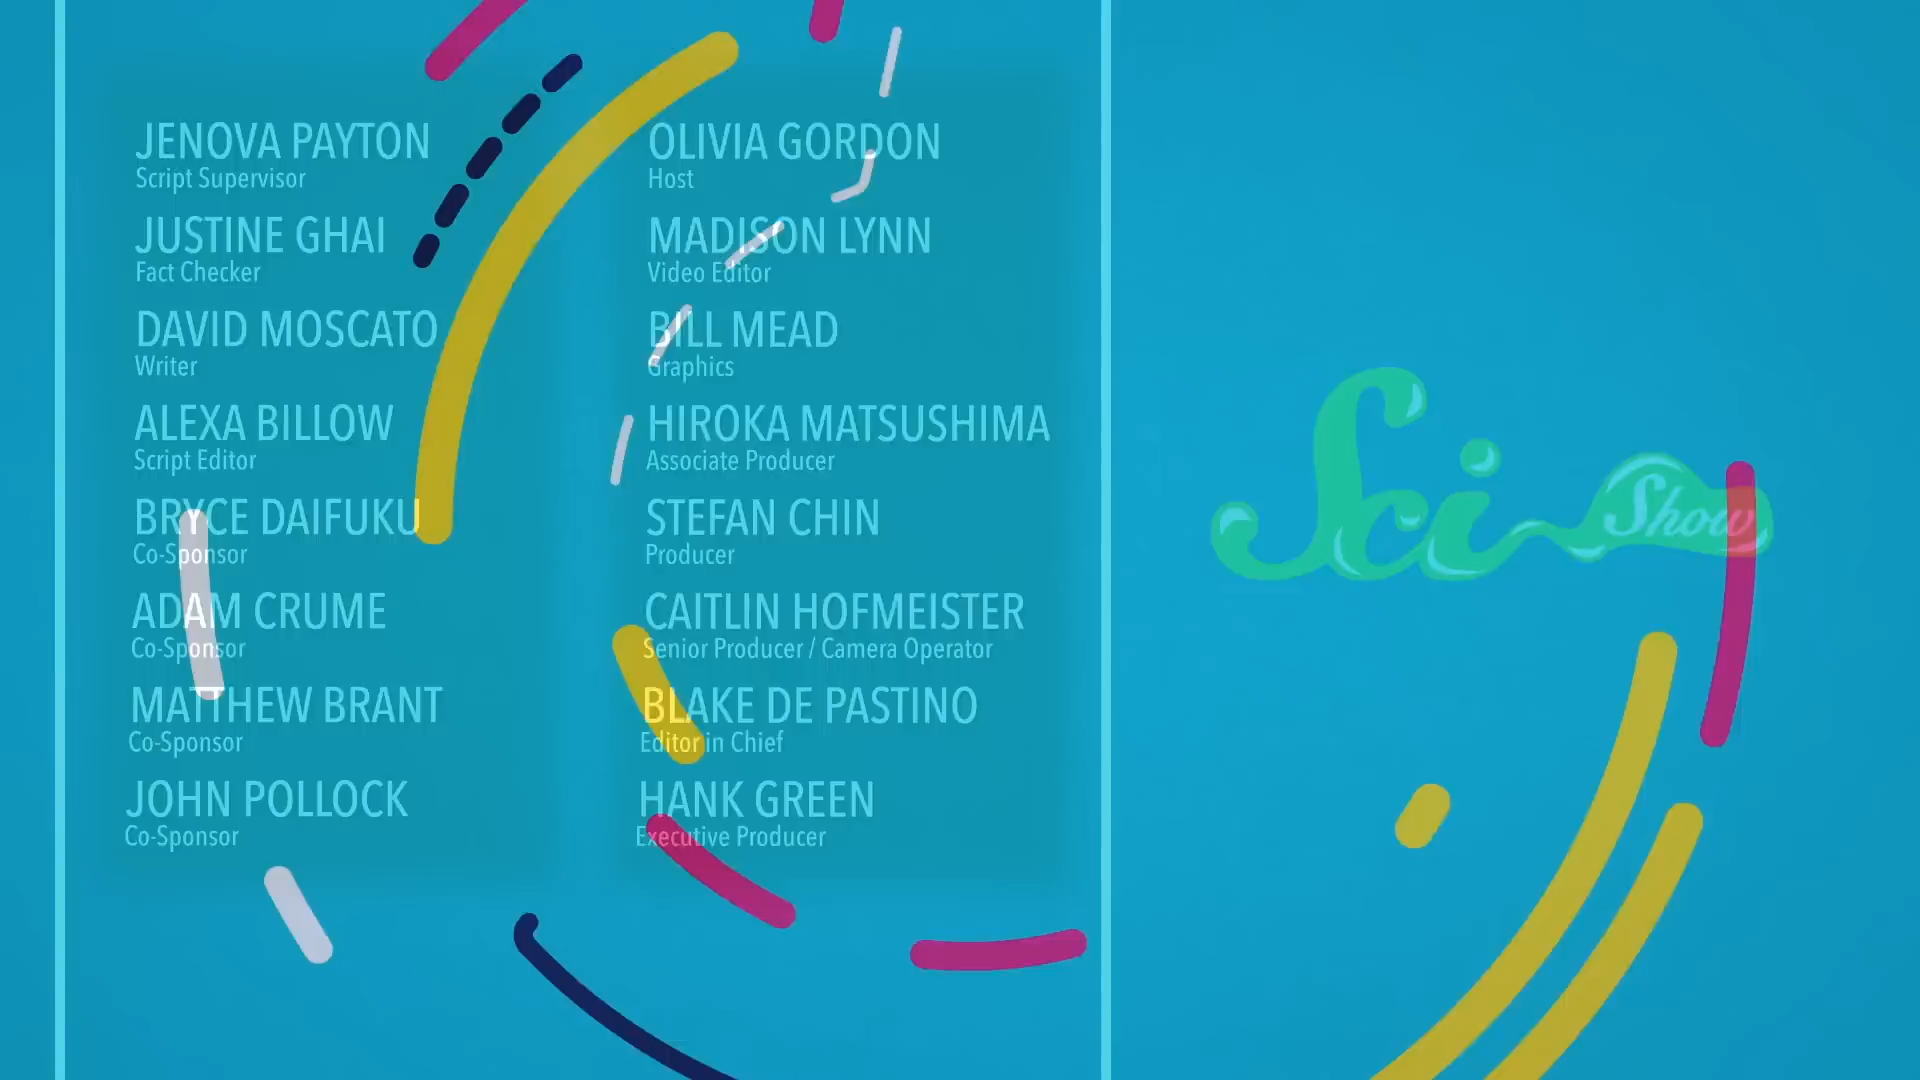 JENOVA PAYTON
Script Supervisor
JUSTINE GHAI
Fact Checker
DAVID MOSCATO
Writer
ALEXA BILLOW
Script Editor
BRYCE DAIFUKU
Co-Sponsor
ADAM CRUME
Co-Sponsor
MATTHEW BRANT
Co-Sponsor
JOHN POLLOCK
Co-Sponsor
OLIVIA GORDON
Host
MADISON LYNN
Video Editor
BILL MEAD
Graphics
HIROKA MATSUSHIMA
Associate Producer
STEFAN CHIN
Producer
CAITLIN HOFMEISTER
Senior Producer / Camera Operator
BLAKE DE PASTINO
Editor in Chief
HANK GREEN
Executive Producer
Sci Show